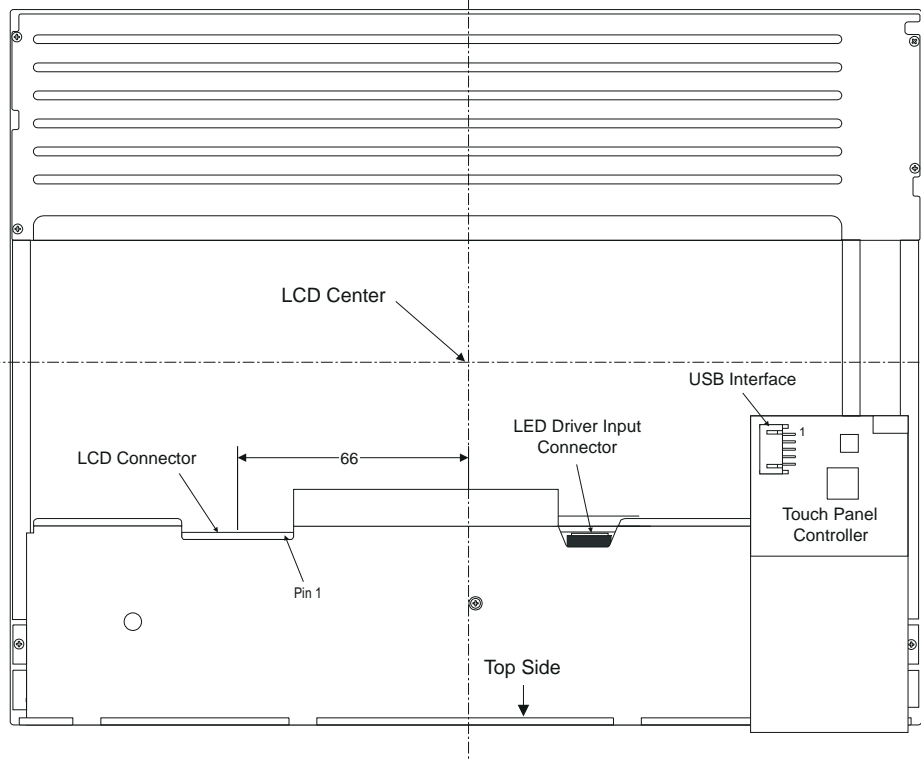 LCD Center
USB Interface
LED Driver Input
Connector
1
LCD Connector
66
Touch Panel
Controller
Pin 1
Top Side